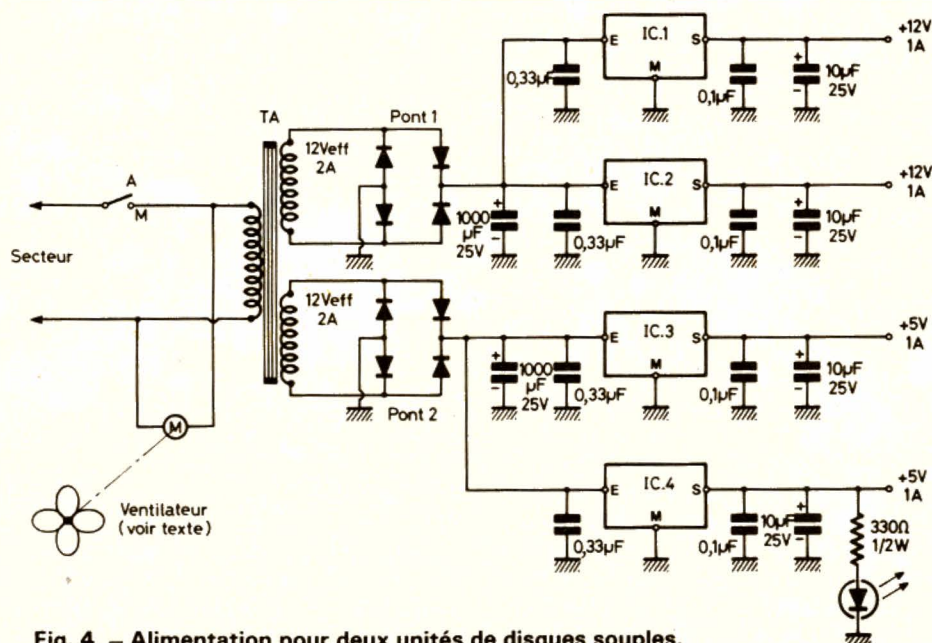 +12V
1A
E
IC.1
S
M
0,33µF
0,1µF
+
10µF
-
25V
TA
12Veff
2A
Pont 1
A
M
Secteur
+12V
1A
E
IC.2
S
M
+
1000
µF
-
25V
0,33µF
0,1µF
+
10µF
-
25V
12Veff
2A
Pont 2
+5V
1A
E
IC.3
S
M
+
1000
µF
-
25V
0,33µF
0,1µF
+
10µF
-
25V
M
Ventilateur
(voir texte)
+5V
1A
E
IC.4
S
M
0,33µF
0,1µF
+
10µF
-
25V
330Ω
1/2W
Fig. 4. – Alimentation pour deux unités de disques souples.